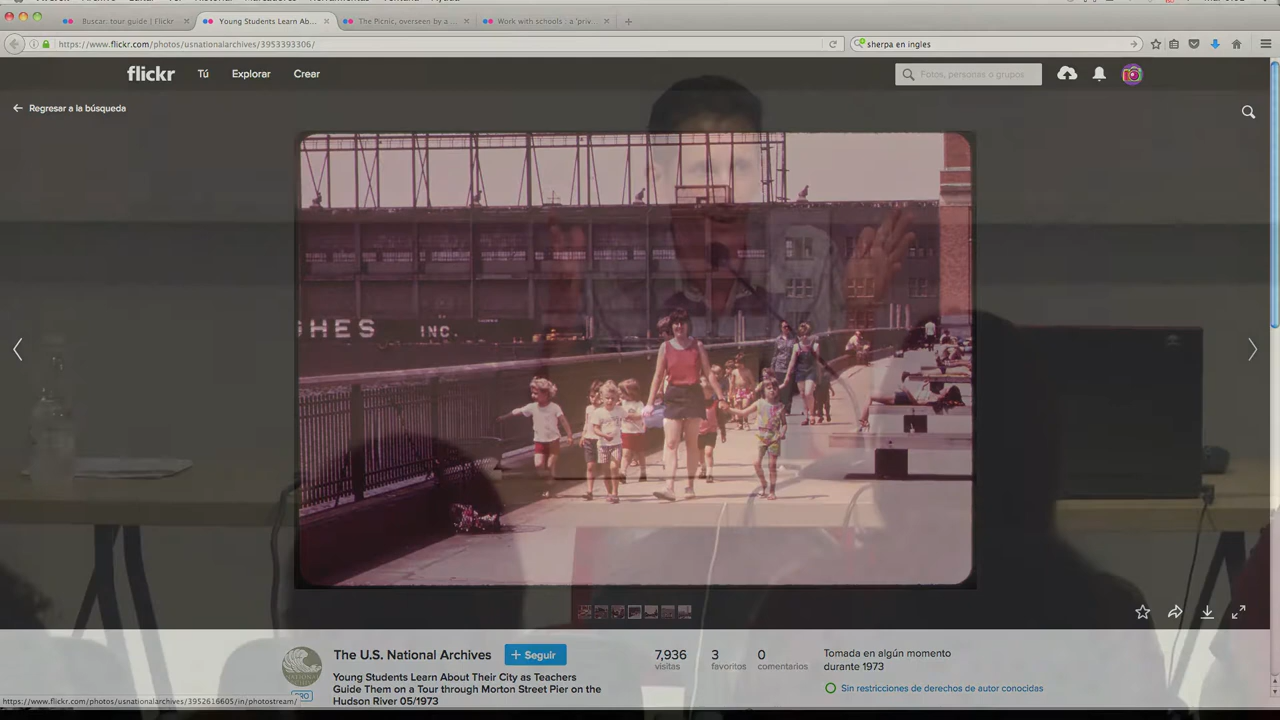 Buscar: tour guide | Flickr
Young Students Learn Ab...
The Picnic, overseen by a ...
Work with schools : a 'priv...
https://www.flickr.com/photos/usnationalarchives/3953393306/
sherpa en ingles
flickr
Tú
Explorar
Crear
Fotos, personas o grupos
Regresar a la búsqueda
GHES INC.
The U.S. National Archives
+ Seguir
7,936
visitas
3
favoritos
0
comentarios
Tomada en algún momento
durante 1973
Young Students Learn About Their City as Teachers
Guide Them on a Tour through Morton Street Pier on the
Hudson River 05/1973
Sin restricciones de derechos de autor conocidas
PRO
https://www.flickr.com/photos/usnationalarchives/3952616605/in/photostream/